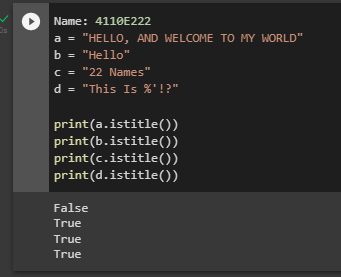 Name: 4110E222
a = "HELLO, AND WELCOME TO MY WORLD"
b = "Hello"
c = "22 Names"
d = "This Is %'!?"
print(a.istitle())
print(b.istitle())
print(c.istitle())
print(d.istitle())
False
True
True
True